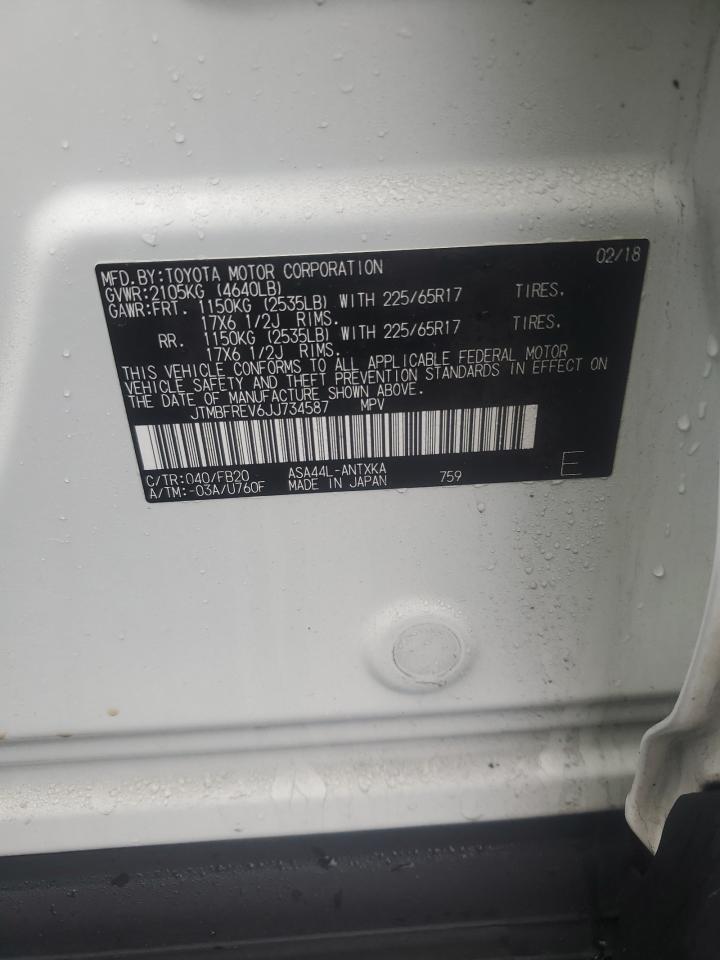 MFD.BY:TOYOTA MOTOR CORPORATION 02/18
GVWR:2105KG (4640LB)
GAWR:FRT. 1150KG (2535LB) WITH 225/65R17 TIRES.
17X6 1/2J RIMS.
RR. 1150KG (2535LB) WITH 225/65R17 TIRES.
17X6 1/2J RIMS.
THIS VEHICLE CONFORMS TO ALL APPLICABLE FEDERAL MOTOR
VEHICLE SAFETY AND THEFT PREVENTION STANDARDS IN EFFECT ON
THE DATE OF MANUFACTURE SHOWN ABOVE.
JTMBFREV6JJ734587 MPV
C/TR:040/FB20 ASA44L-ANTXKA
A/TM:-03A/U760F MADE IN JAPAN 759 E